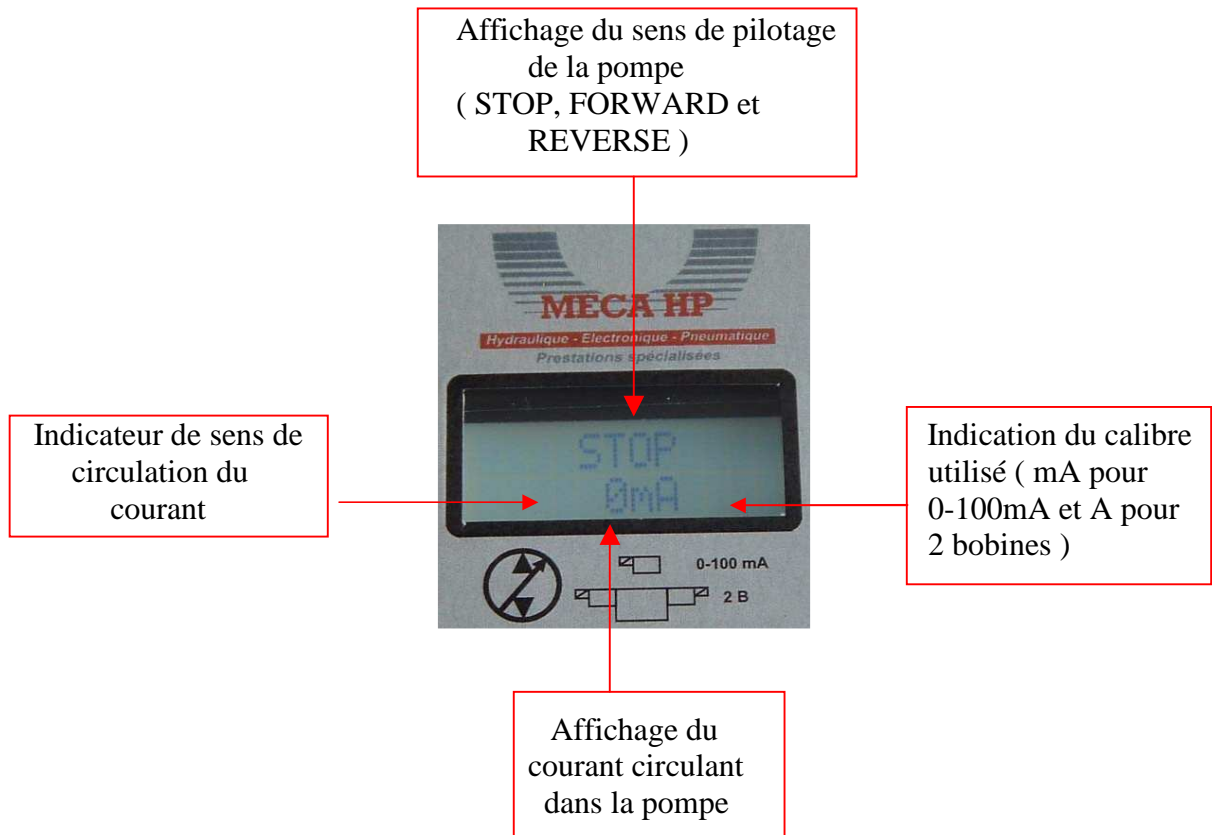 Affichage du sens de pilotage
de la pompe
( STOP, FORWARD et
REVERSE )
MECA HP
Hydraulique - Electronique - Pneumatique
Prestations spécialisées
Indicateur de sens de
circulation du
courant
STOP
0mA
Indication du calibre
utilisé ( mA pour
0-100mA et A pour
2 bobines )
0-100 mA
2 B
Affichage du
courant circulant
dans la pompe